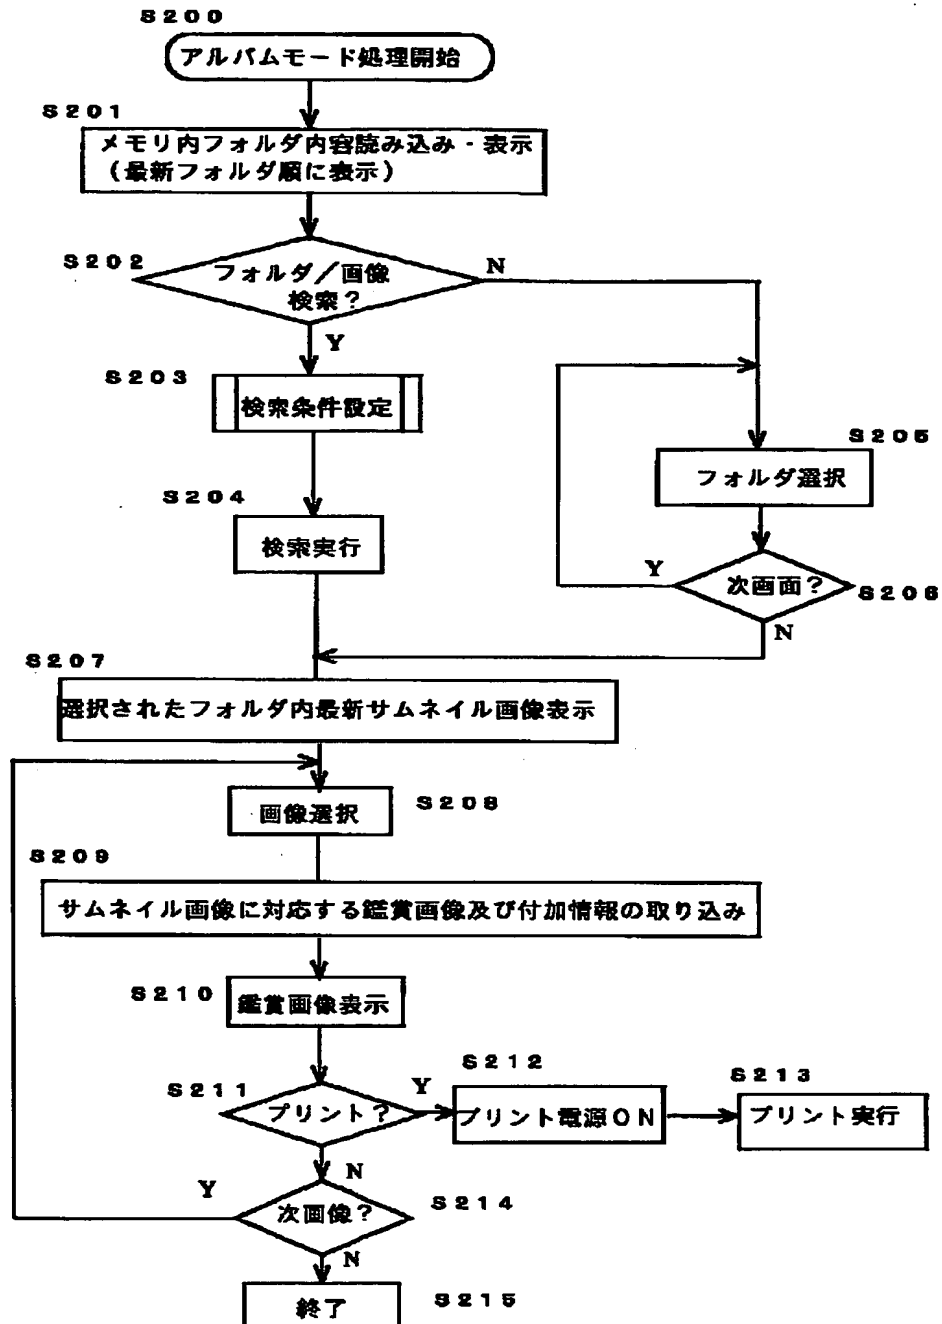 S200
アルバムモード処理開始
S201
メモリ内フォルダ内容読み込み・表示
(最新フォルダ順に表示)
S202
フォルダ/画像
検索?
N
Y
S203
検索条件設定
S205
フォルダ選択
S204
検索実行
Y
次画面?
S206
N
S207
選択されたフォルダ内最新サムネイル画像表示
画像選択
S208
S209
サムネイル画像に対応する鑑賞画像及び付加情報の取り込み
S210
鑑賞画像表示
S211
プリント?
Y
S212
プリント電源ON
S213
プリント実行
N
Y
次画像?
S214
N
終了
S215